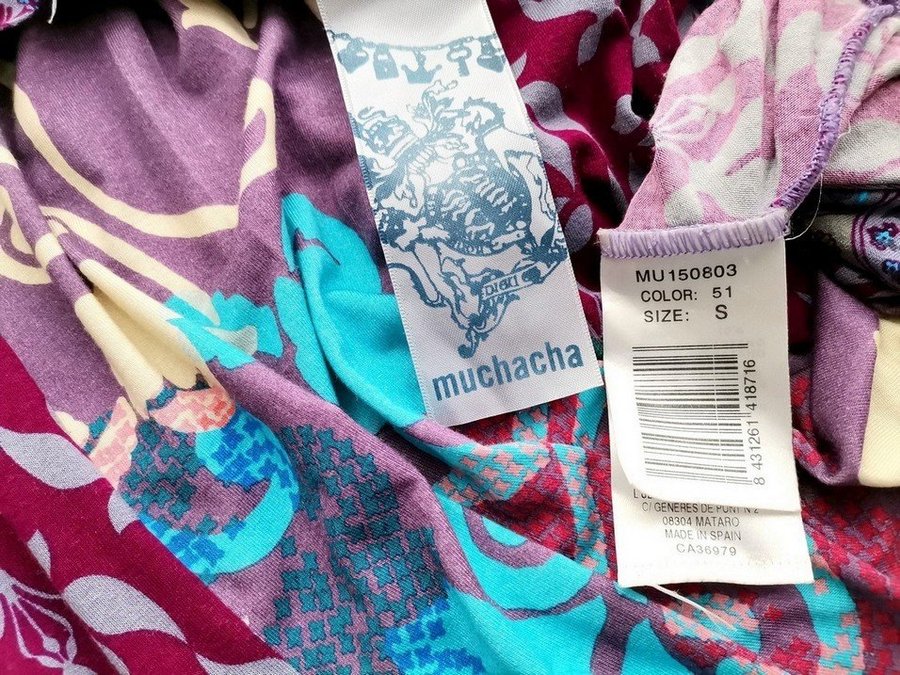 muchacha
MU150803
COLOR: 51
SIZE: S
8 431261 418716
C/ GENERES DE PUNT N 2
08304 MATARO
MADE IN SPAIN
CA36979